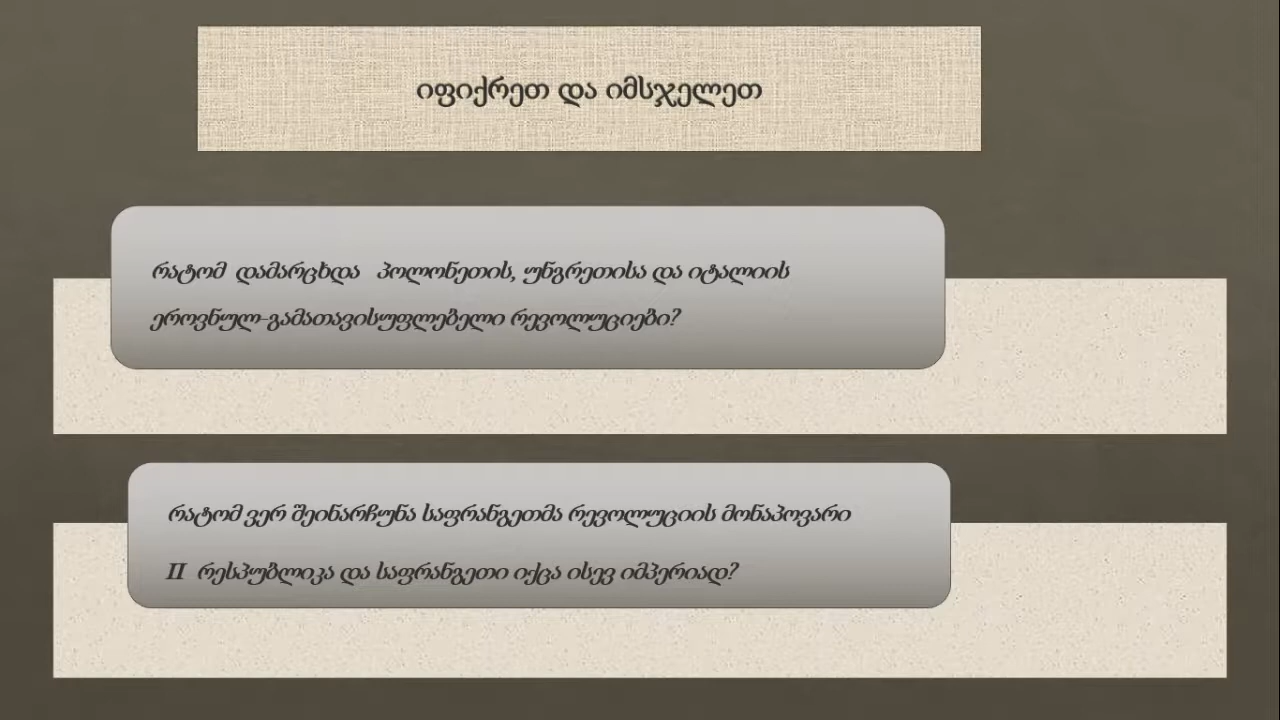 იფიქრეთ და იმსჯელეთ
რატომ დამარცხდა პოლონეთის, უნგრეთისა და იტალიის
ეროვნულ-გამათავისუფლებელი რევოლუციები?
რატომ ვერ შეინარჩუნა საფრანგეთმა რევოლუციის მონაპოვარი
II რესპუბლიკა და საფრანგეთი იქცა ისევ იმპერიად?